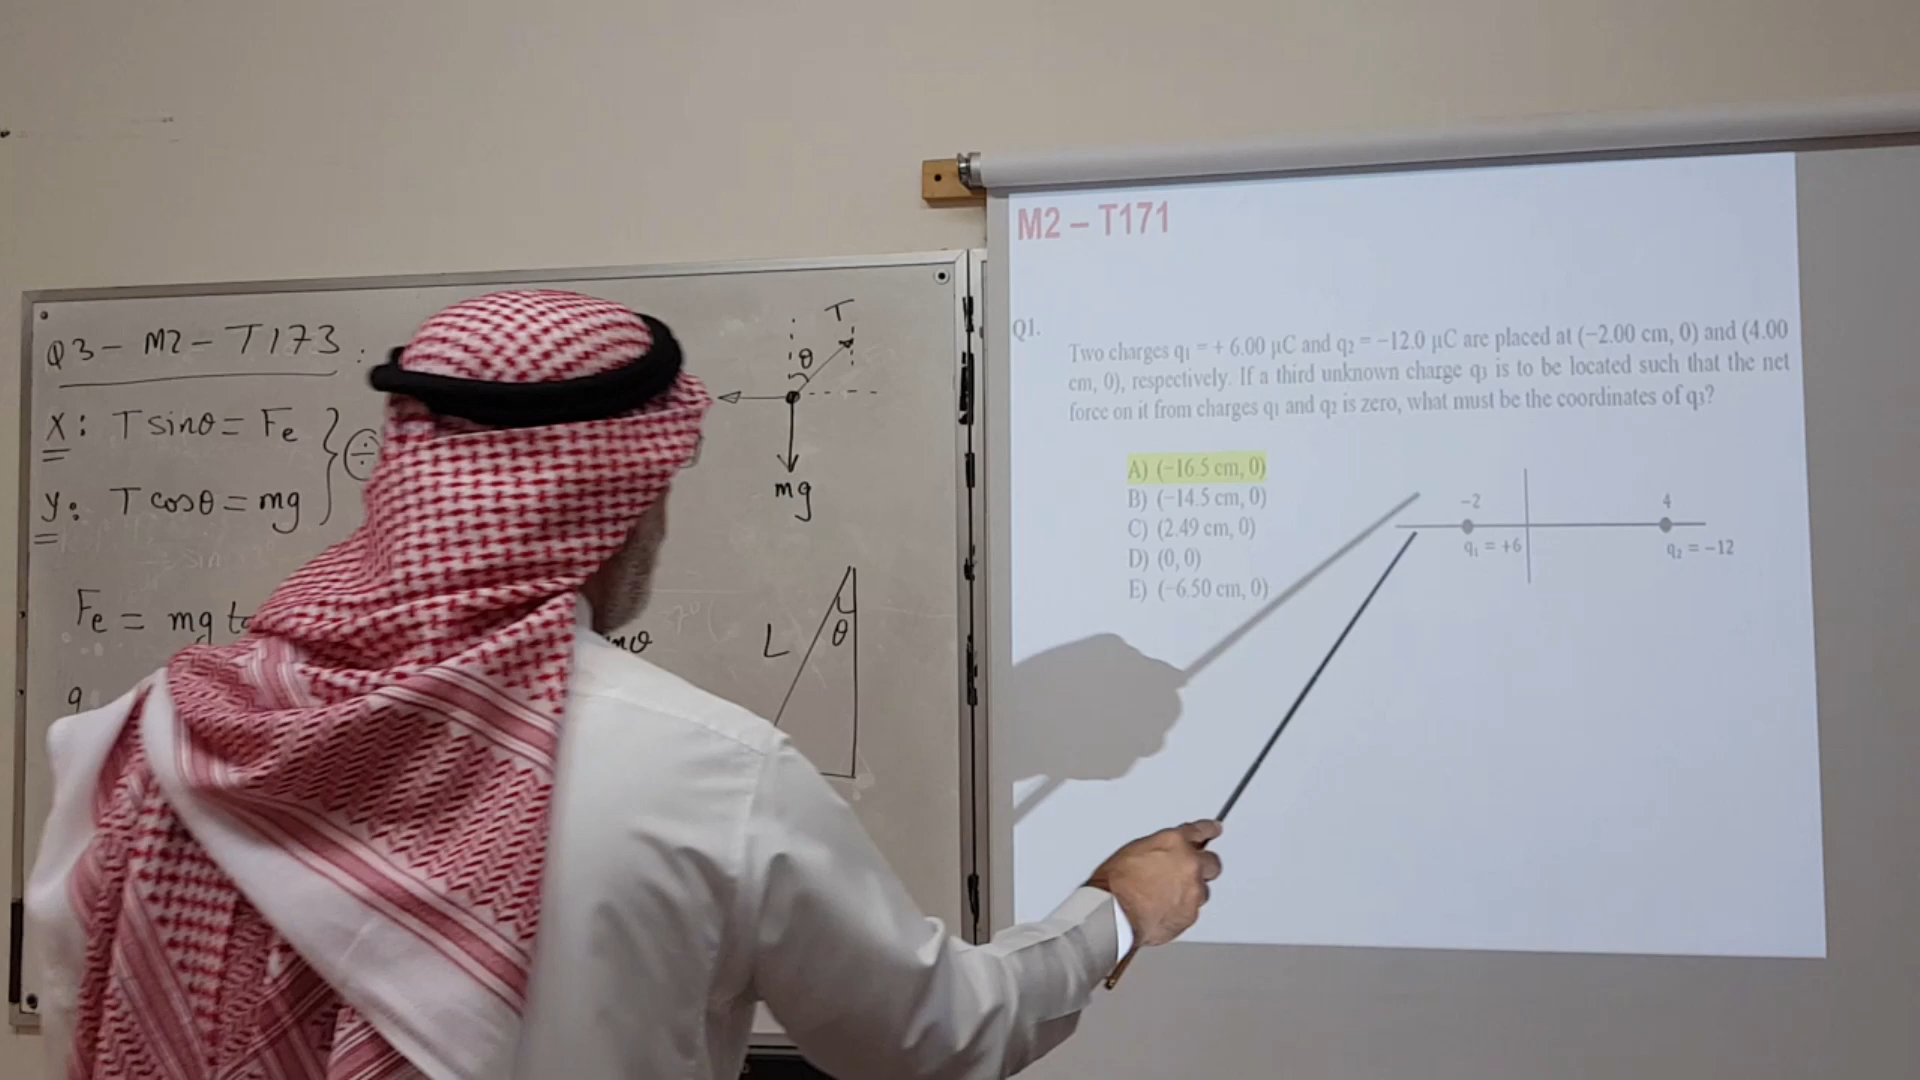 Q3 - M2 - T173 :
x : T sinθ = Fe
y : T cosθ = mg
÷
Fe = mg
θ
L
θ
T
θ
mg
M2 – T171
Q1.
Two charges q₁ = + 6.00 µC and q₂ = −12.0 µC are placed at (−2.00 cm, 0) and (4.00
cm, 0), respectively. If a third unknown charge q₃ is to be located such that the net
force on it from charges q₁ and q₂ is zero, what must be the coordinates of q₃?
A) (−16.5 cm, 0)
B) (−14.5 cm, 0)
C) (2.49 cm, 0)
D) (0, 0)
E) (−6.50 cm, 0)
−2
4
q₁ = +6
q₂ = −12